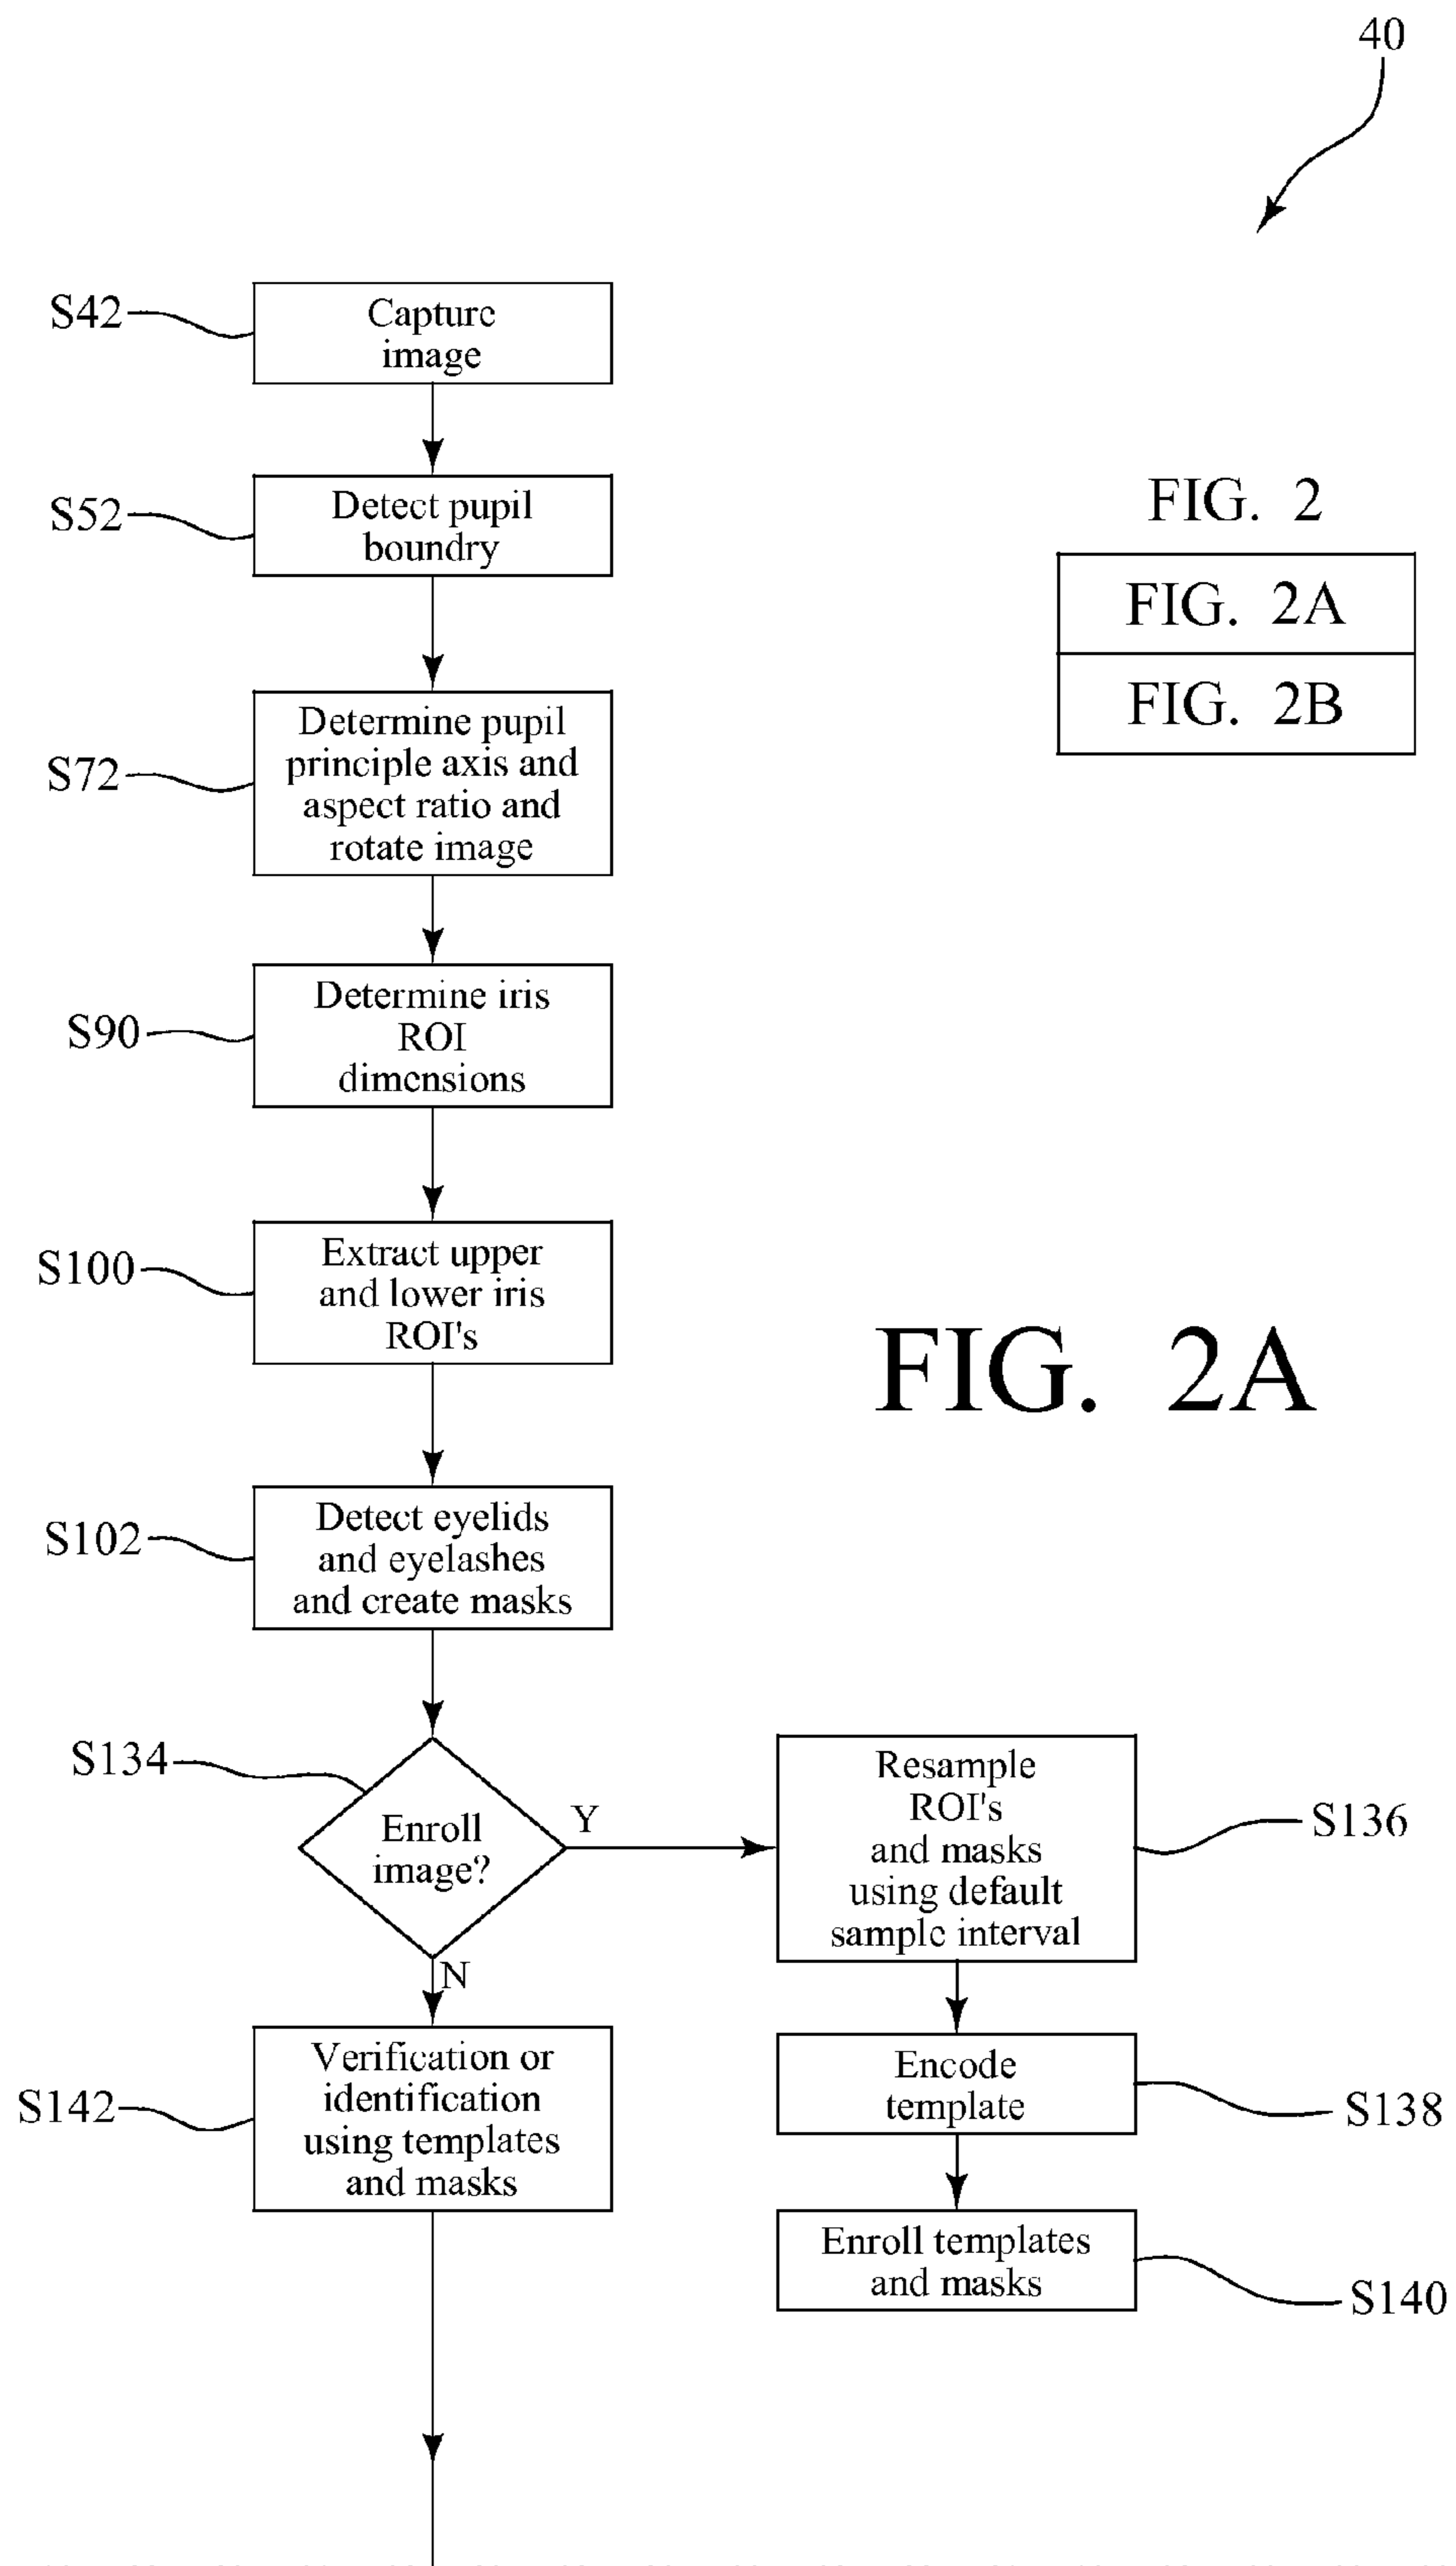 40
S42
Capture
image
S52
Detect pupil
boundry
FIG. 2
FIG. 2A
FIG. 2B
S72
Determine pupil
principle axis and
aspect ratio and
rotate image
S90
Determine iris
ROI
dimensions
S100
Extract upper
and lower iris
ROI's
FIG. 2A
S102
Detect eyelids
and eyelashes
and create masks
S134
Enroll
image?
Y
N
Resample
ROI's
and masks
using default
sample interval
S136
S142
Verification or
identification
using templates
and masks
Encode
template
S138
Enroll templates
and masks
S140